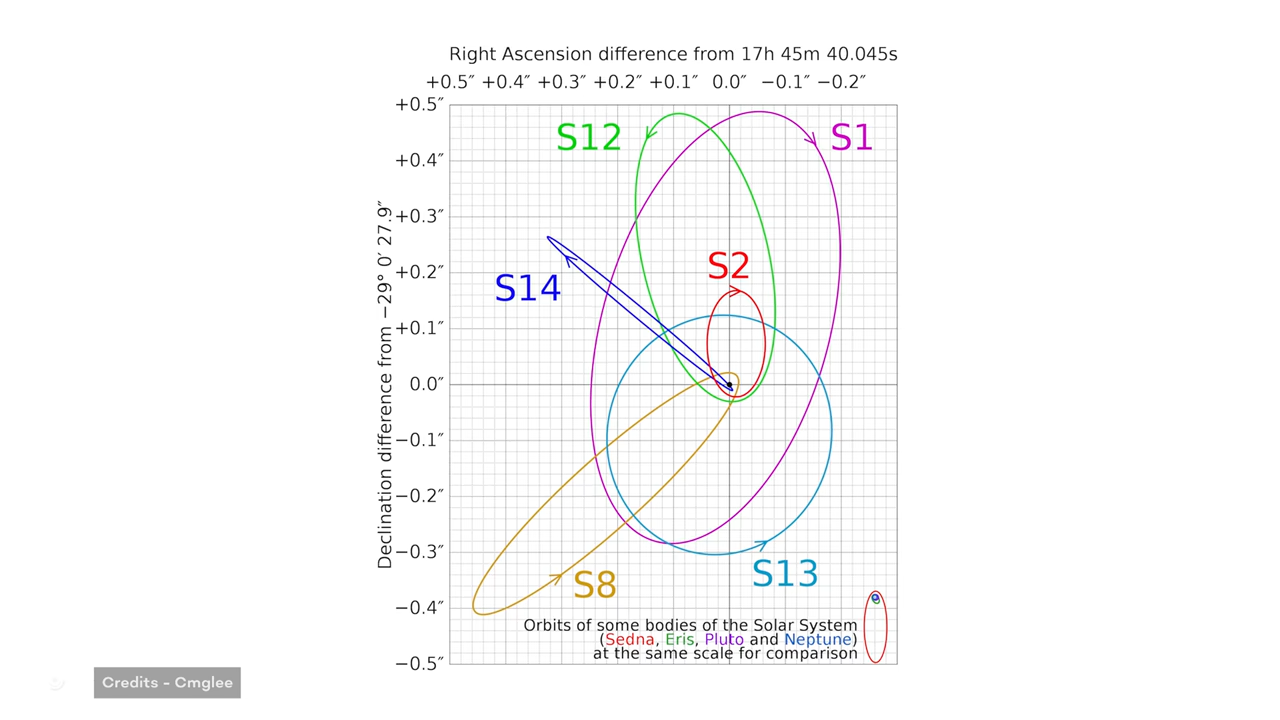 Right Ascension difference from 17h 45m 40.045s
+0.5″ +0.4″ +0.3″ +0.2″ +0.1″ 0.0″ −0.1″ −0.2″
Declination difference from −29° 0′ 27.9″
+0.5″
+0.4″
+0.3″
+0.2″
+0.1″
0.0″
−0.1″
−0.2″
−0.3″
−0.4″
−0.5″
S12
S1
S2
S14
S13
S8
Orbits of some bodies of the Solar System
(Sedna, Eris, Pluto and Neptune)
at the same scale for comparison
Credits - Cmglee